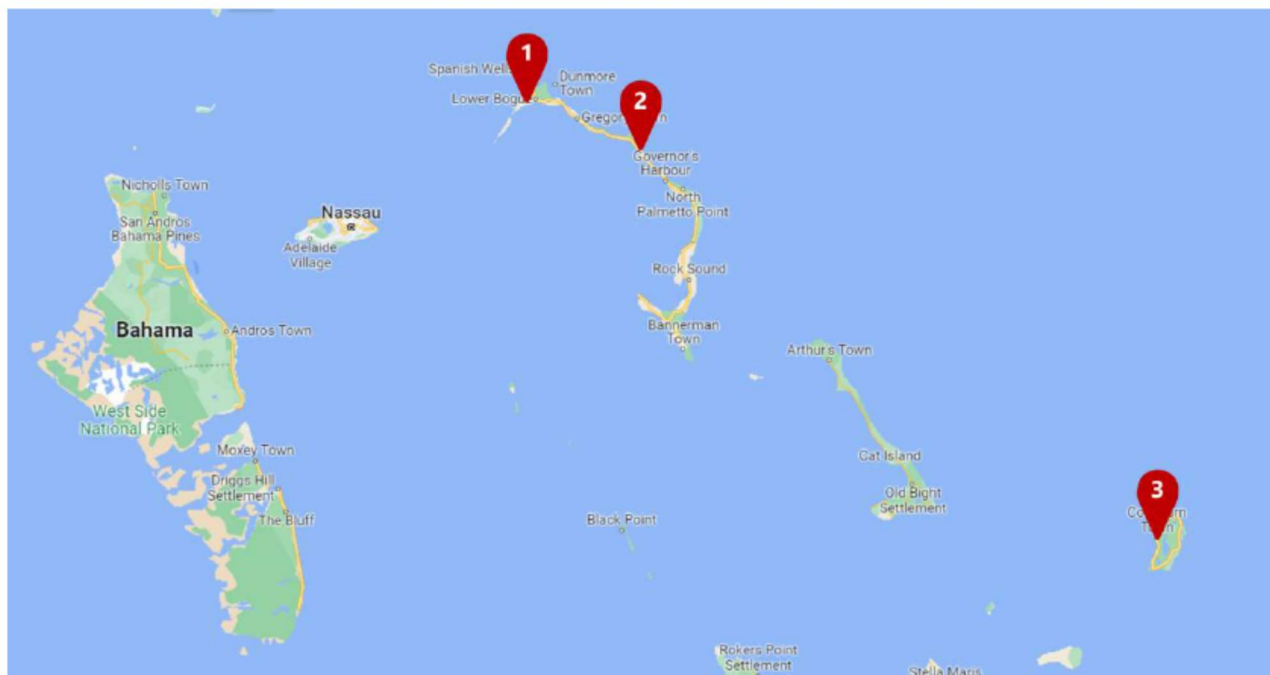 1
Spanish
Dunmore
Town
Lower
2
Governor's
Harbour
Nicholls Town
North
Palmetto Point
San Andros
Bahama Pines
Nassau
Adelaide
Village
Rock Sound
Bahama
Andros Town
Bannerman
Town
Arthur's Town
West Side
National Park
Moxey Town
Cat Island
Driggs Hill
Settlement
Old Bight
Settlement
3
The Bluff
Black Point
Rokers Point
Settlement
Stella Maris